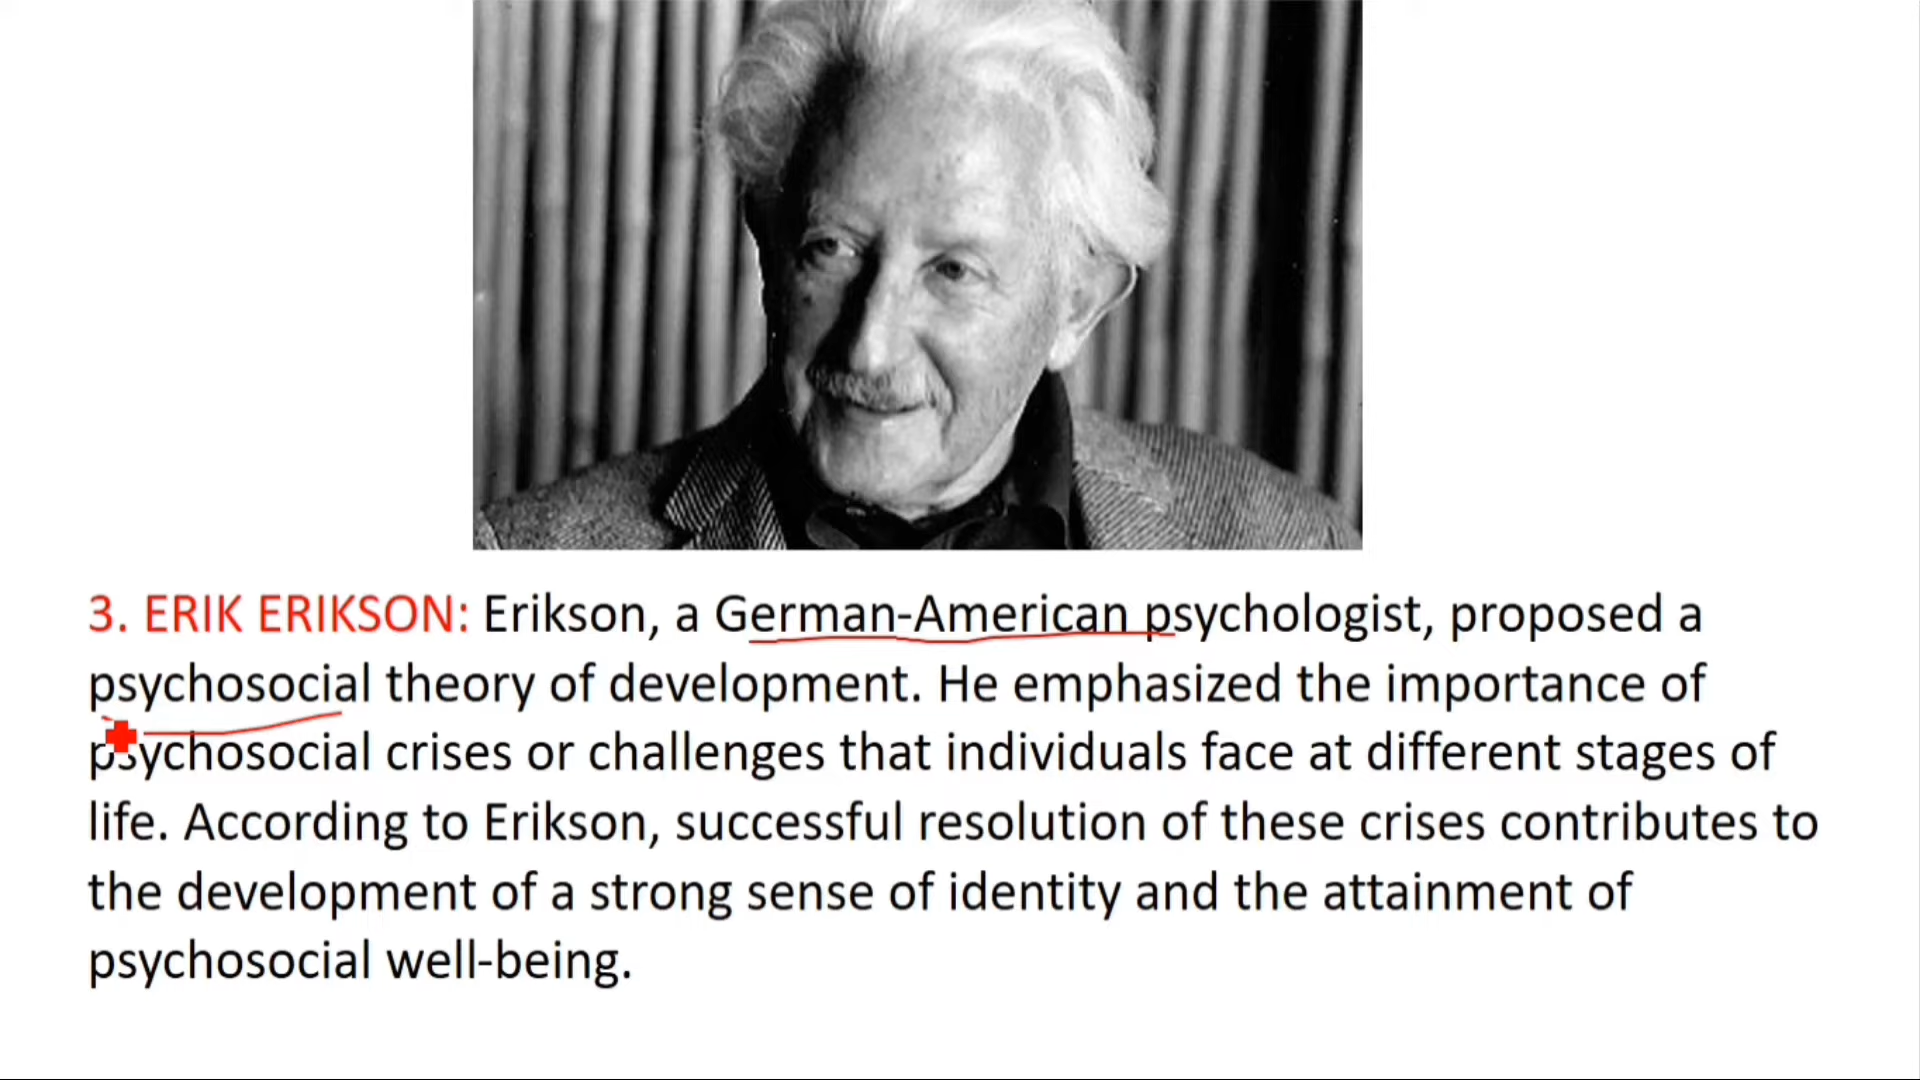 3. ERIK ERIKSON: Erikson, a German-American psychologist, proposed a
psychosocial theory of development. He emphasized the importance of
psychosocial crises or challenges that individuals face at different stages of
life. According to Erikson, successful resolution of these crises contributes to
the development of a strong sense of identity and the attainment of
psychosocial well-being.